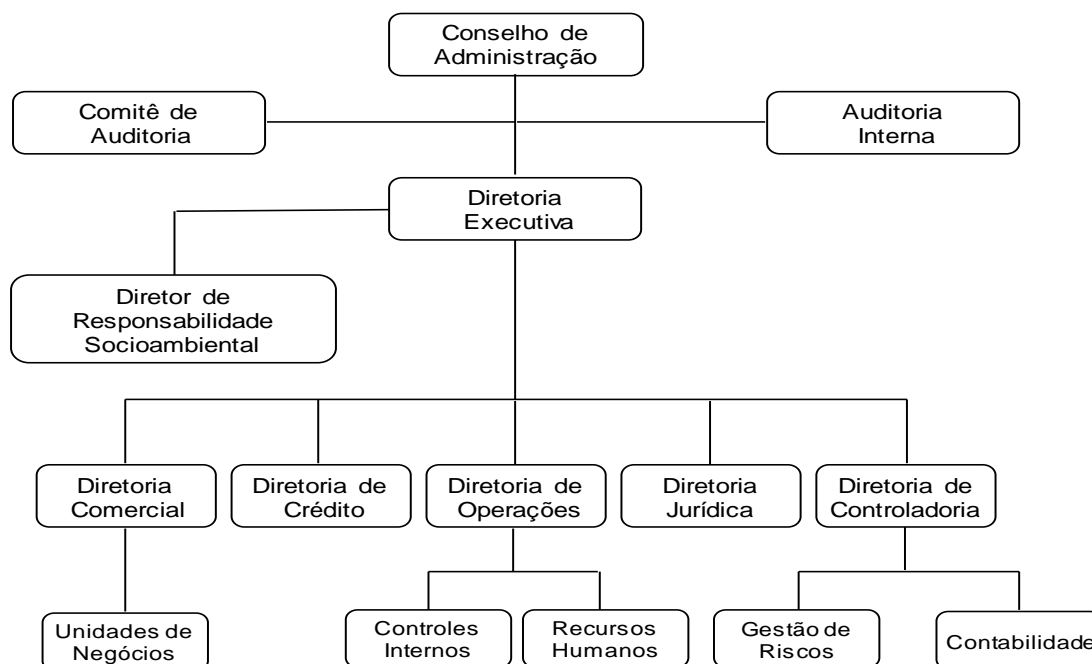 Conselho de
Administração
Comitê de
Auditoria
Auditoria
Interna
Diretoria
Executiva
Diretor de
Responsabilidade
Socioambiental
Diretoria
Comercial
Diretoria de
Crédito
Diretoria de
Operações
Diretoria
Jurídica
Diretoria de
Controladoria
Unidades de
Negócios
Controles
Internos
Recursos
Humanos
Gestão de
Riscos
Contabilidade